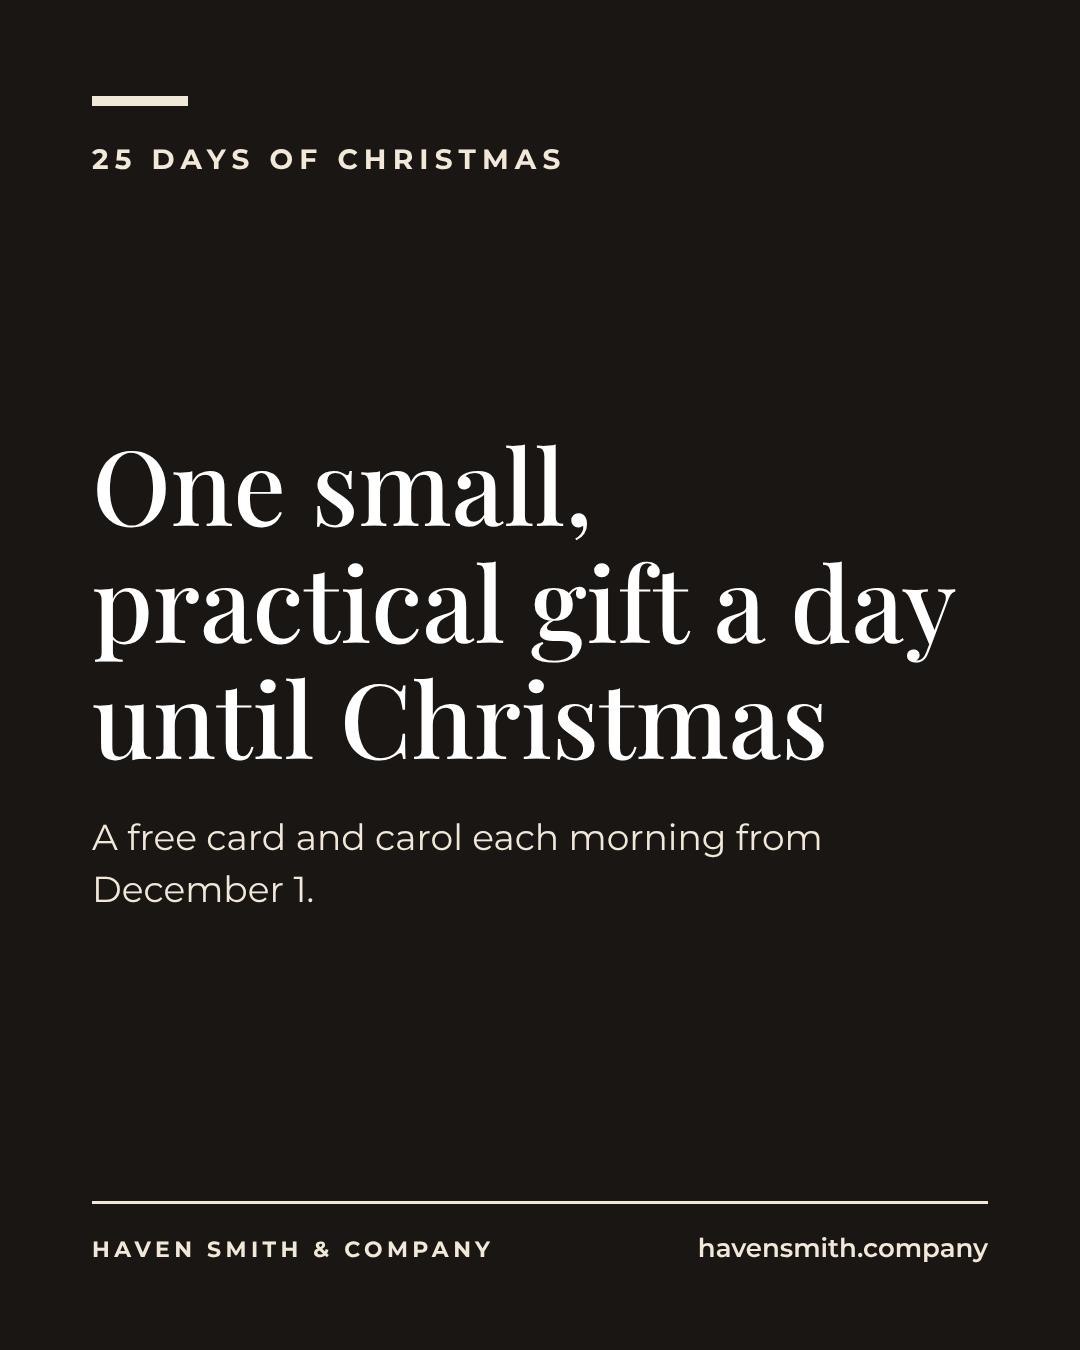 25 DAYS OF CHRISTMAS
One small,
practical gift a day
until Christmas
A free card and carol each morning from
December 1.
HAVEN SMITH & COMPANY
havensmith.company